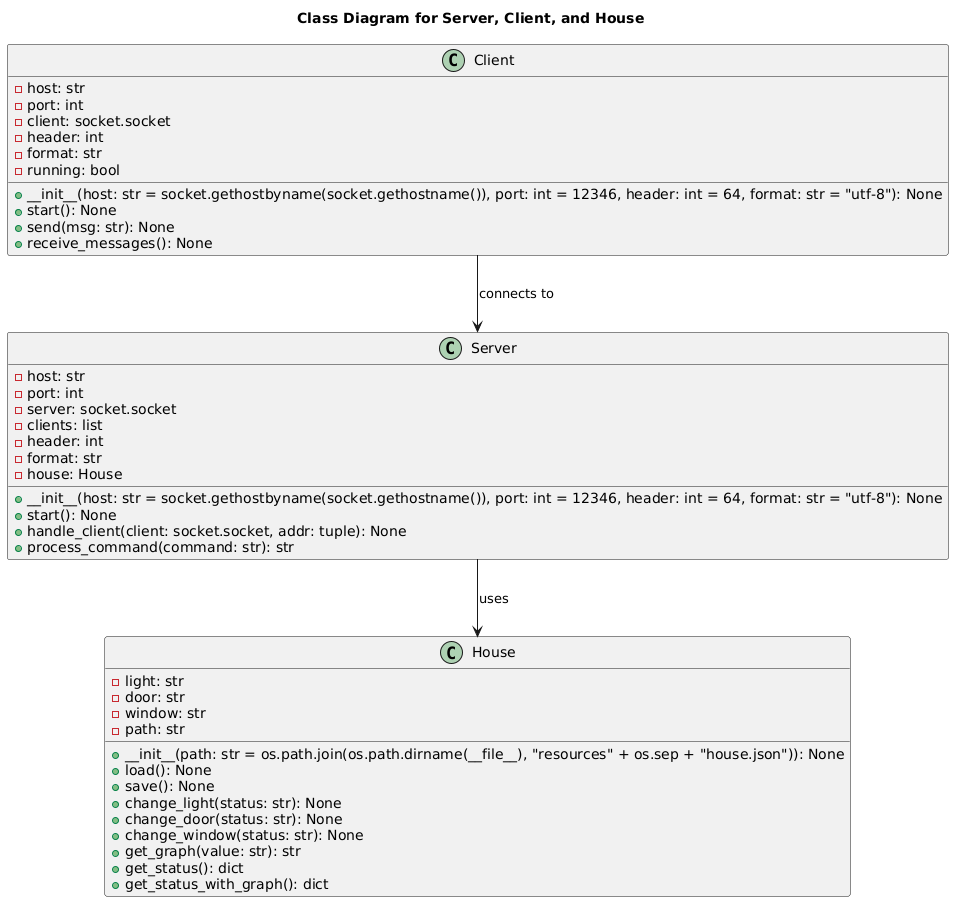 Class Diagram for Server, Client, and House
C Client
host: str
port: int
client: socket.socket
header: int
format: str
running: bool
__init__(host: str = socket.gethostbyname(socket.gethostname()), port: int = 12346, header: int = 64, format: str = "utf-8"): None
start(): None
send(msg: str): None
receive_messages(): None
connects to
C Server
host: str
port: int
server: socket.socket
clients: list
header: int
format: str
house: House
__init__(host: str = socket.gethostbyname(socket.gethostname()), port: int = 12346, header: int = 64, format: str = "utf-8"): None
start(): None
handle_client(client: socket.socket, addr: tuple): None
process_command(command: str): str
uses
C House
light: str
door: str
window: str
path: str
__init__(path: str = os.path.join(os.path.dirname(__file__), "resources" + os.sep + "house.json")): None
load(): None
save(): None
change_light(status: str): None
change_door(status: str): None
change_window(status: str): None
get_graph(value: str): str
get_status(): dict
get_status_with_graph(): dict